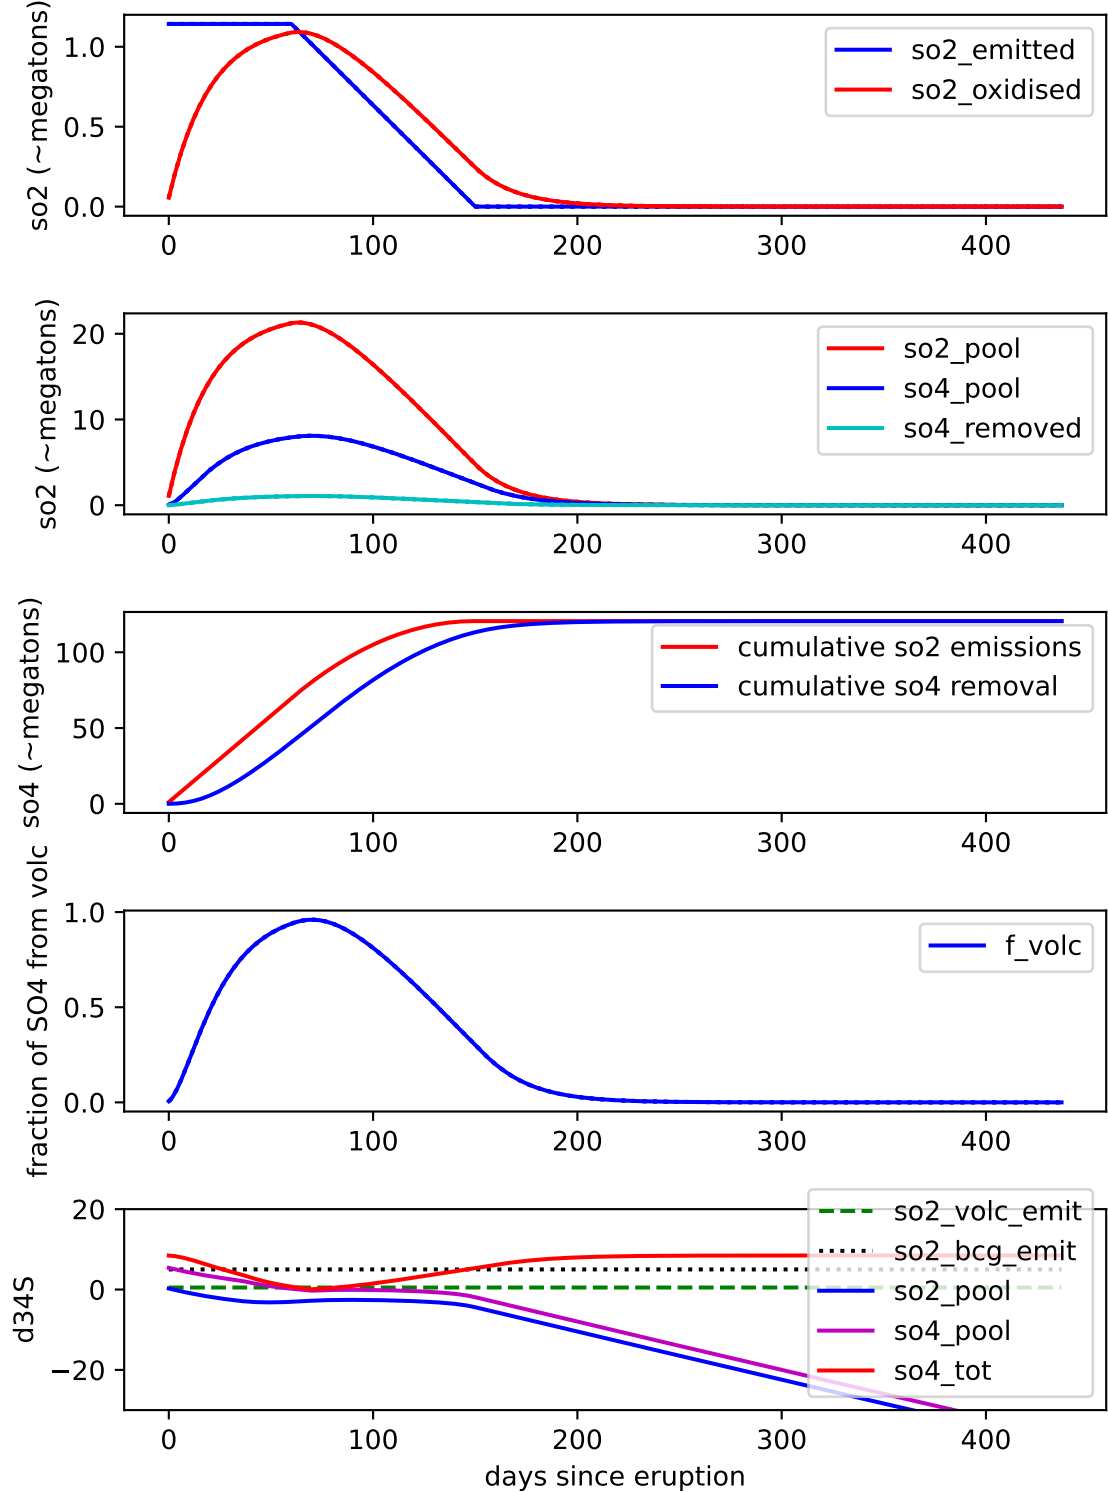 so2 (~megatons)
1.0
0.5
0.0
so2_emitted
so2_oxidised
0 100 200 300 400
so2 (~megatons)
20
10
0
so2_pool
so4_pool
so4_removed
0 100 200 300 400
so4 (~megatons)
100
50
0
cumulative so2 emissions
cumulative so4 removal
0 100 200 300 400
fraction of SO4 from volc
1.0
0.5
0.0
f_volc
0 100 200 300 400
d34S
20
0
−20
so2_volc_emit
so2_bcg_emit
so2_pool
so4_pool
so4_tot
0 100 200 300 400
days since eruption